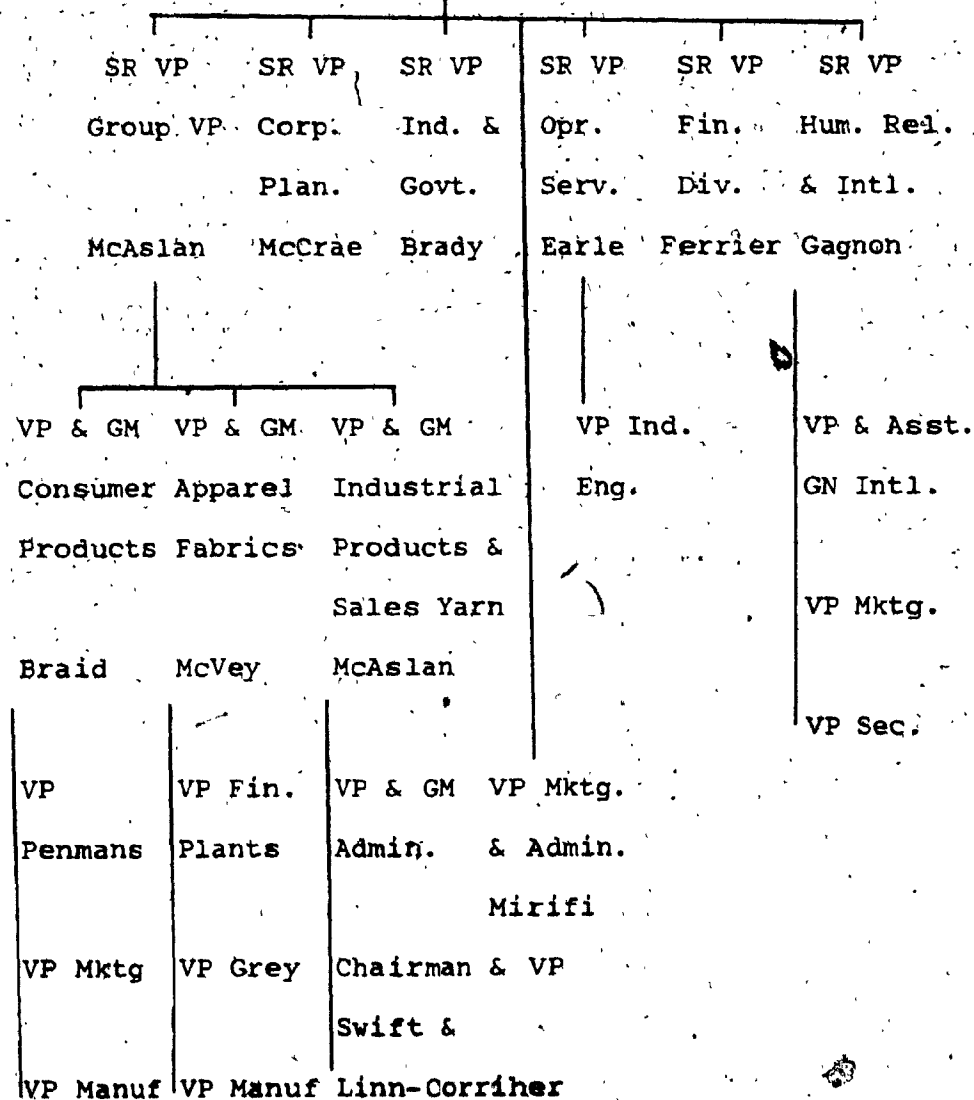 SR VP SR VP SR VP SR VP SR VP SR VP
Group VP Corp. Ind. & Opr. Fin. Hum. Rel.
Plan. Govt. Serv. Div. & Intl.
McAslan McCrae Brady Earle Ferrier Gagnon
VP & GM VP & GM VP & GM VP Ind. VP & Asst.
Consumer Apparel Industrial Eng. GN Intl.
Products Fabrics Products &
Sales Yarn VP Mktg.
Braid McVey McAslan
VP Sec.
VP VP Fin. VP & GM VP Mktg.
Penmans Plants Admin. & Admin.
Mirifi
VP Mktg VP Grey Chairman & VP
Swift &
VP Manuf VP Manuf Linn-Corriher